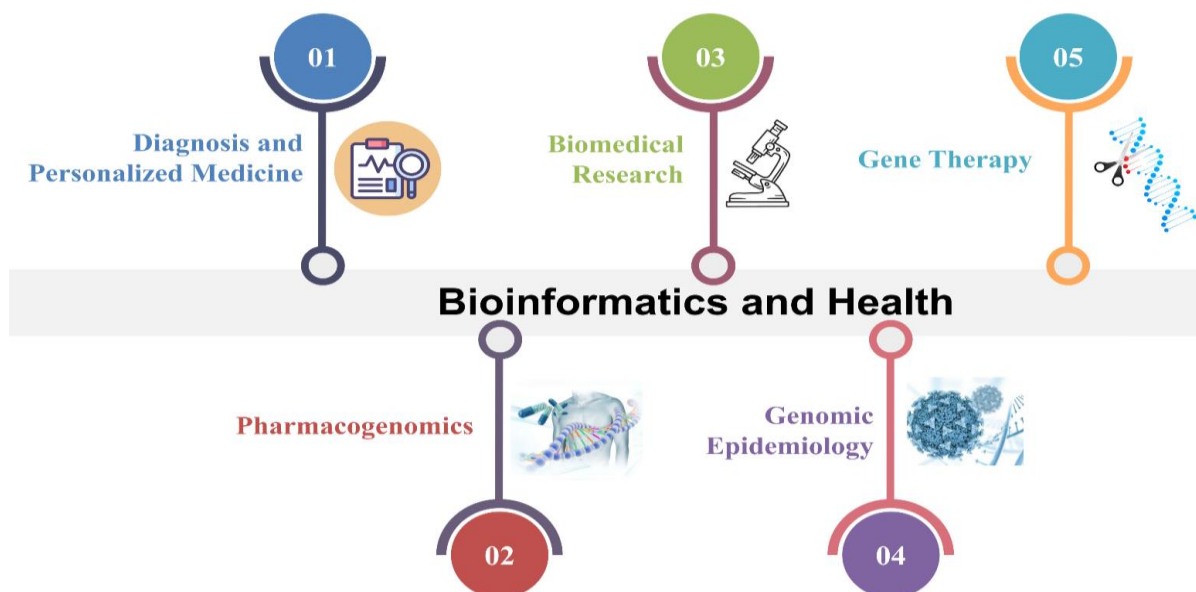 01
Diagnosis and
Personalized Medicine
03
Biomedical
Research
05
Gene Therapy
Bioinformatics and Health
Pharmacogenomics
02
Genomic
Epidemiology
04